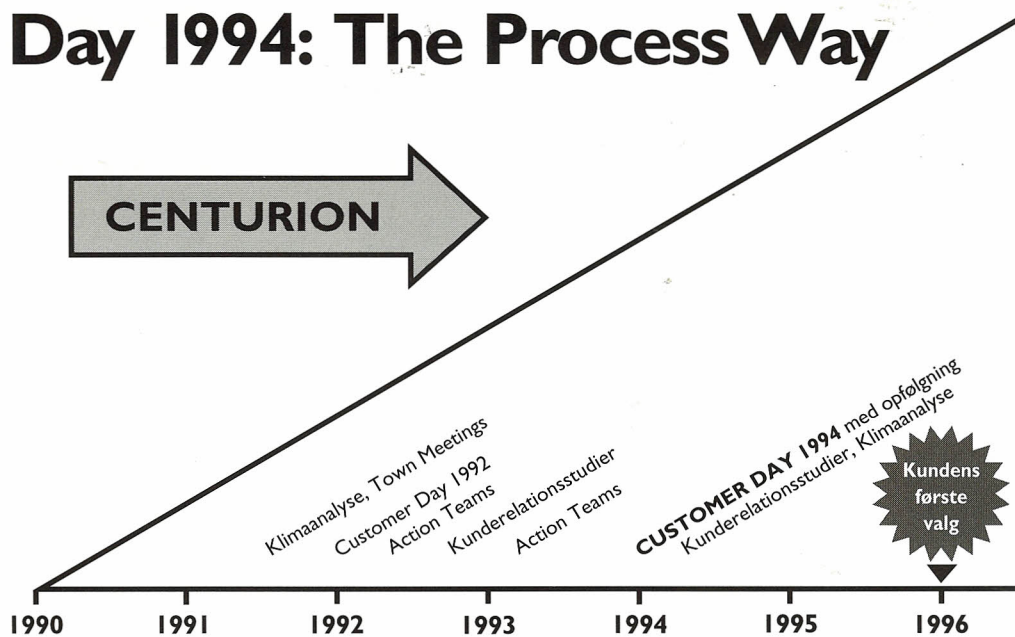 Day 1994: The Process Way
CENTURION
Klimaanalyse, Town Meetings
Customer Day 1992
Action Teams
Kunderelationsstudier
Action Teams
CUSTOMER DAY 1994 med opfølgning
Kunderelationsstudier, Klimaanalyse
Kundens
første
valg
1990 1991 1992 1993 1994 1995 1996